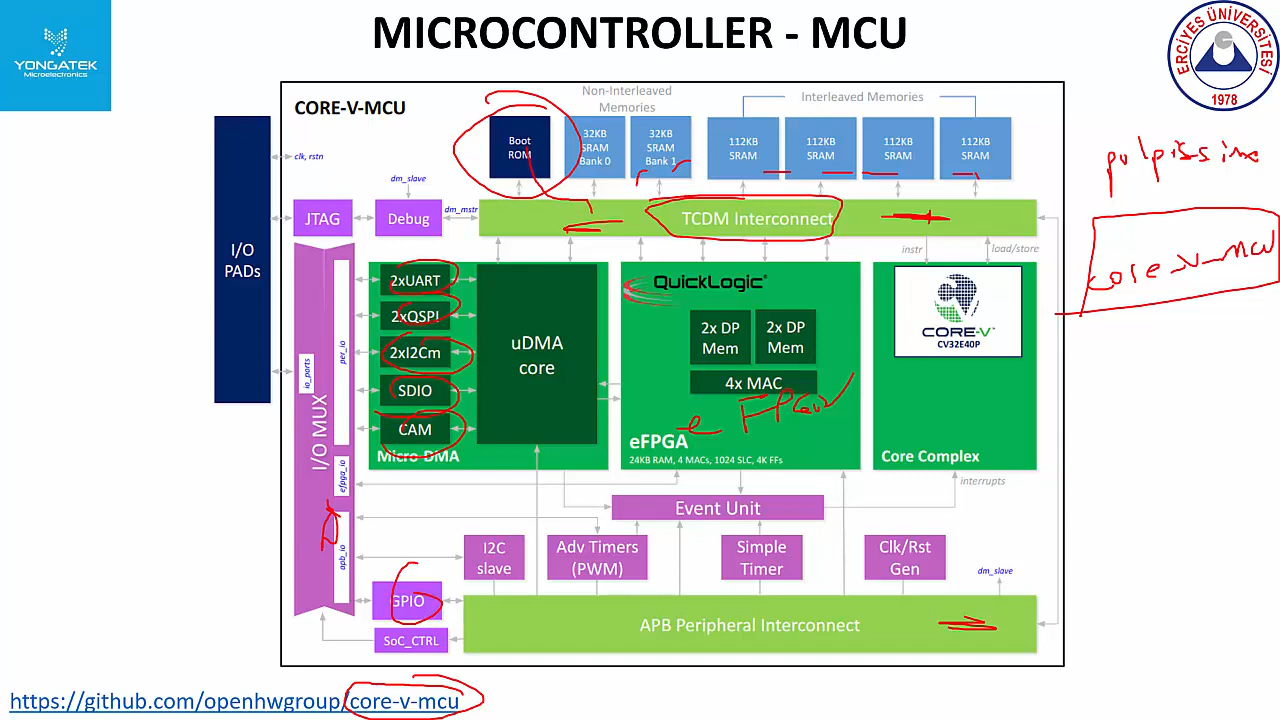 MICROCONTROLLER - MCU
YONGATEK
Microelectronics
ERCİYES ÜNİVERSİTESİ
1978
CORE-V-MCU
Non-Interleaved
Memories
Interleaved Memories
Boot
ROM
32KB
SRAM
Bank 0
32KB
SRAM
Bank 1
112KB
SRAM
112KB
SRAM
112KB
SRAM
112KB
SRAM
pulpissimo
core-v-mcu
clk, rstn
dm_slave
dm_mstr
JTAG
Debug
TCDM Interconnect
I/O
PADs
instr
load/store
2xUART
2xQSPI
2xI2Cm
SDIO
CAM
uDMA
core
Micro-DMA
QuickLogic
2x DP
Mem
2x DP
Mem
4x MAC
e FPGA
eFPGA
24KB RAM, 4 MACs, 1024 SLC, 4K FFs
CORE-V
CV32E40P
Core Complex
I/O MUX
io_ports
per_io
efpga_io
apb_io
interrupts
Event Unit
I2C
slave
Adv Timers
(PWM)
Simple
Timer
Clk/Rst
Gen
dm_slave
GPIO
SoC_CTRL
APB Peripheral Interconnect
https://github.com/openhwgroup/core-v-mcu